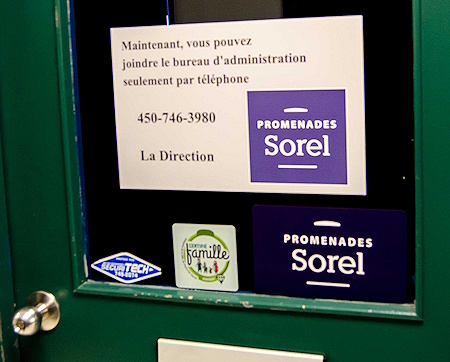 Maintenant, vous pouvez
joindre le bureau d'administration
seulement par téléphone
450-746-3980
La Direction
PROMENADES
Sorel
SÉCURITECH
CERTIFIÉ
famille
PROMENADES
Sorel